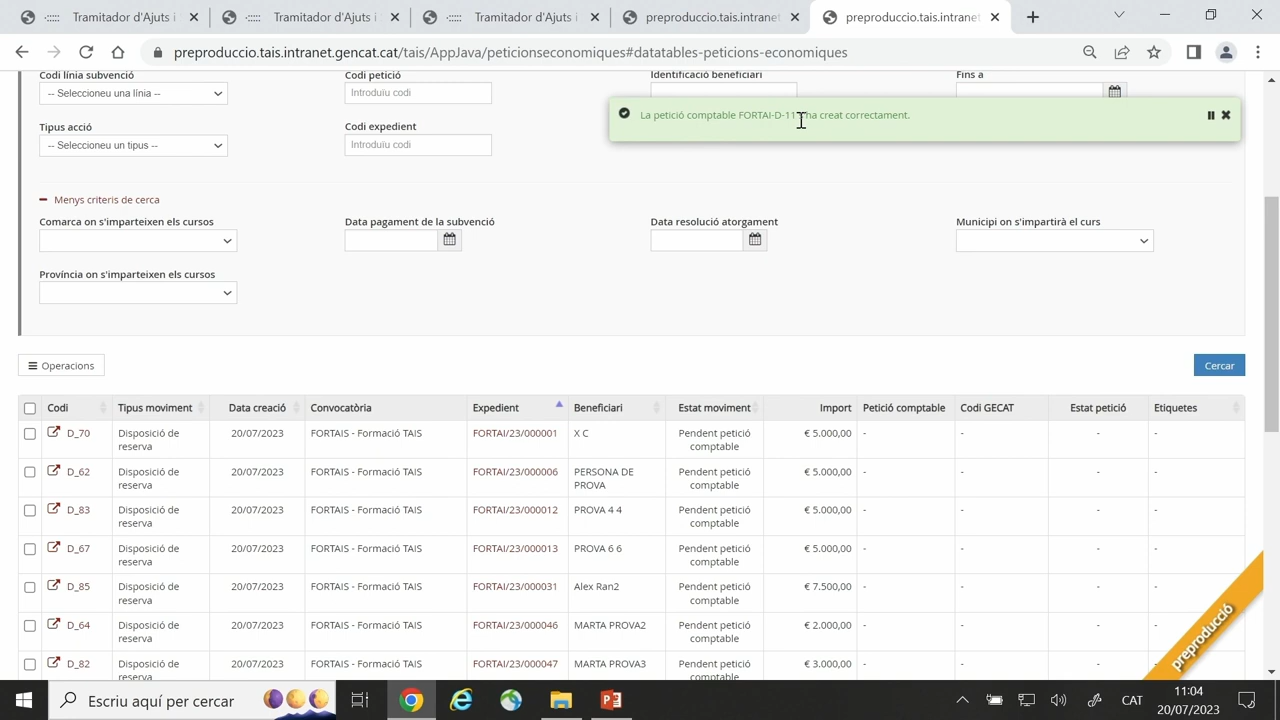 Tramitador d'Ajuts i
Tramitador d'Ajuts i
Tramitador d'Ajuts i
preproduccio.tais.intranet
preproduccio.tais.intranet
preproduccio.tais.intranet.gencat.cat/tais/AppJava/peticionseconomiques#datatables-peticions-economiques
Codi línia subvenció Codi petició Identificació beneficiari Fins a
-- Seleccioneu una línia -- Introduïu codi
La petició comptable FORTAI-D-11 ha creat correctament.
Tipus acció Codi expedient
-- Seleccioneu un tipus -- Introduïu codi
Menys criteris de cerca
Comarca on s'imparteixen els cursos Data pagament de la subvenció Data resolució atorgament Municipi on s'impartirà el curs
Província on s'imparteixen els cursos
Operacions Cercar
Codi Tipus moviment Data creació Convocatòria Expedient Beneficiari Estat moviment Import Petició comptable Codi GECAT Estat petició Etiquetes
D_70 Disposició de reserva 20/07/2023 FORTAIS - Formació TAIS FORTAI/23/000001 X C Pendent petició comptable € 5.000,00 - - - -
D_62 Disposició de reserva 20/07/2023 FORTAIS - Formació TAIS FORTAI/23/000006 PERSONA DE PROVA Pendent petició comptable € 5.000,00 - - - -
D_83 Disposició de reserva 20/07/2023 FORTAIS - Formació TAIS FORTAI/23/000012 PROVA 4 4 Pendent petició comptable € 5.000,00 - - - -
D_67 Disposició de reserva 20/07/2023 FORTAIS - Formació TAIS FORTAI/23/000013 PROVA 6 6 Pendent petició comptable € 5.000,00 - - - -
D_85 Disposició de reserva 20/07/2023 FORTAIS - Formació TAIS FORTAI/23/000031 Alex Ran2 Pendent petició comptable € 7.500,00 - - - -
D_64 Disposició de reserva 20/07/2023 FORTAIS - Formació TAIS FORTAI/23/000046 MARTA PROVA2 Pendent petició comptable € 2.000,00 - - - -
D_82 Disposició de reserva 20/07/2023 FORTAIS - Formació TAIS FORTAI/23/000047 MARTA PROVA3 Pendent petició comptable € 3.000,00 - - - -
preproducció
Escriu aquí per cercar
CAT
11:04
20/07/2023